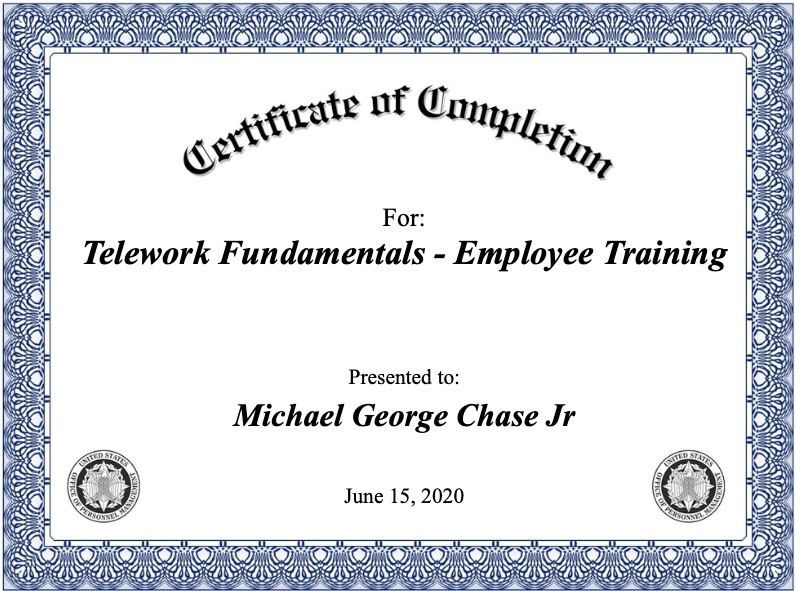 Certificate of Completion
For:
Telework Fundamentals - Employee Training
Presented to:
Michael George Chase Jr
UNITED STATES
OFFICE OF PERSONNEL MANAGEMENT
June 15, 2020
UNITED STATES
OFFICE OF PERSONNEL MANAGEMENT